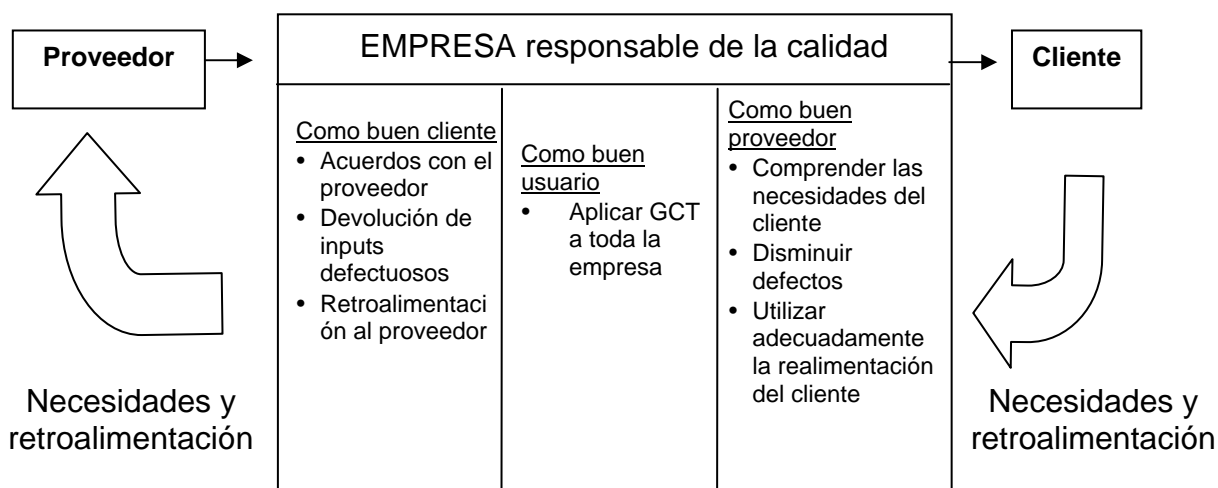 Proveedor
EMPRESA responsable de la calidad
Cliente
Como buen cliente
• Acuerdos con el
proveedor
• Devolución de
inputs
defectuosos
• Retroalimentaci
ón al proveedor
Como buen
usuario
• Aplicar GCT
a toda la
empresa
Como buen
proveedor
• Comprender las
necesidades del
cliente
• Disminuir
defectos
• Utilizar
adecuadamente
la realimentación
del cliente
Necesidades y
retroalimentación
Necesidades y
retroalimentación